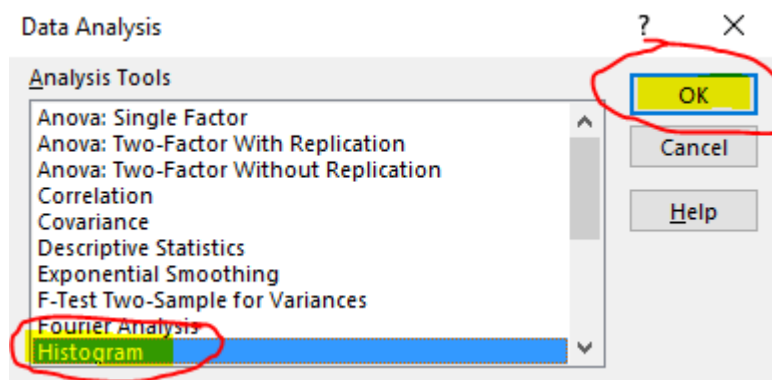 Data Analysis ? X
Analysis Tools
Anova: Single Factor
Anova: Two-Factor With Replication
Anova: Two-Factor Without Replication
Correlation
Covariance
Descriptive Statistics
Exponential Smoothing
F-Test Two-Sample for Variances
Fourier Analysis
Histogram
OK
Cancel
Help